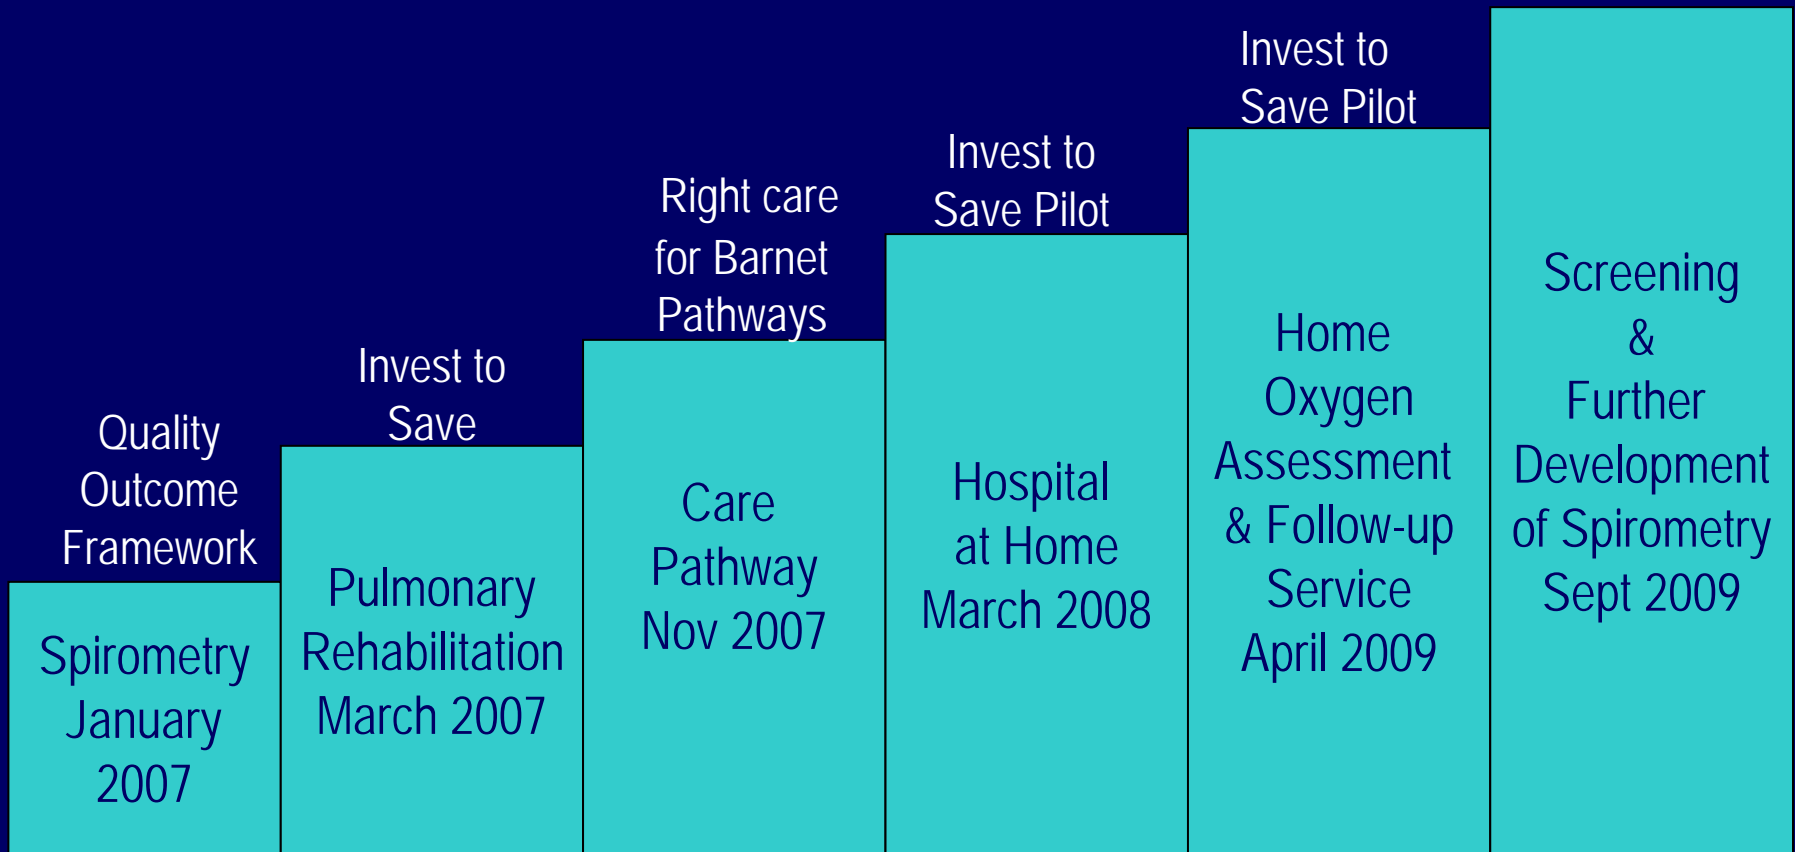 Quality
Outcome
Framework
Spirometry
January
2007
Invest to
Save
Pulmonary
Rehabilitation
March 2007
Right care
for Barnet
Pathways
Care
Pathway
Nov 2007
Invest to
Save Pilot
Hospital
at Home
March 2008
Invest to
Save Pilot
Home
Oxygen
Assessment
& Follow-up
Service
April 2009
Screening
&
Further
Development
of Spirometry
Sept 2009